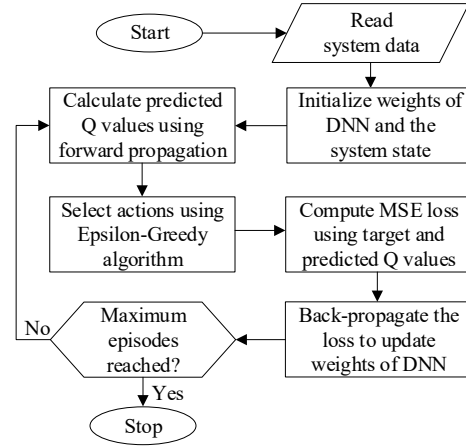 Start
Read
system data
Initialize weights of
DNN and the
system state
Calculate predicted
Q values using
forward propagation
Select actions using
Epsilon-Greedy
algorithm
Compute MSE loss
using target and
predicted Q values
Back-propagate the
loss to update
weights of DNN
Maximum
episodes
reached?
No
Yes
Stop